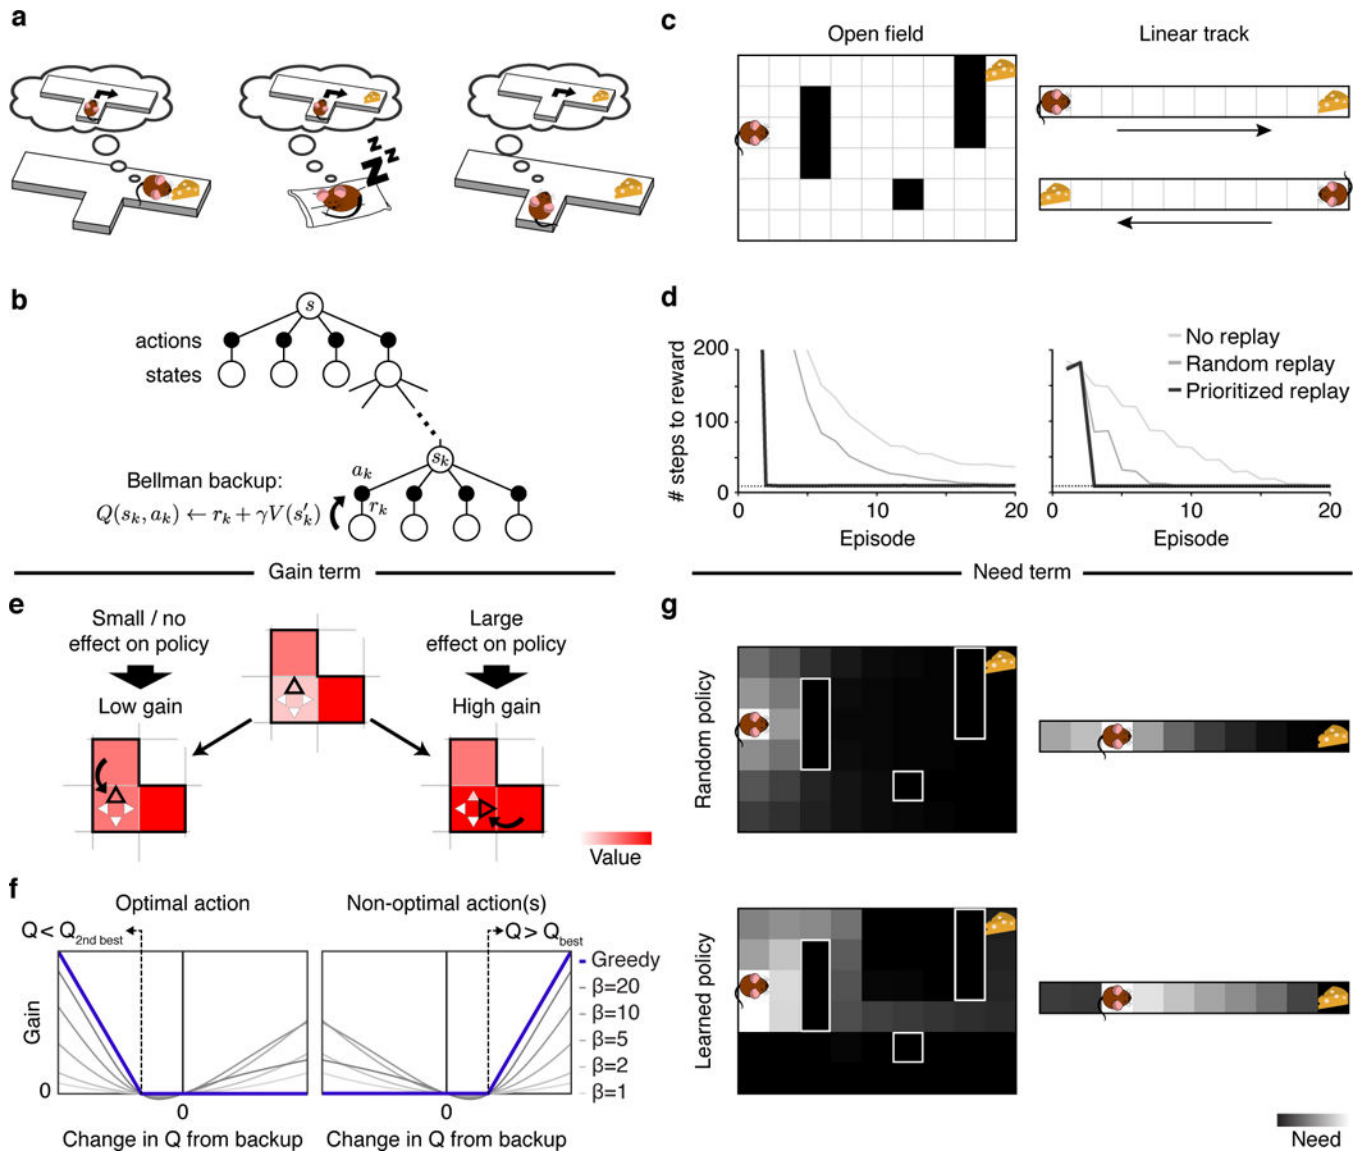 a
z
z
Z
c
Open field
Linear track
b
s
actions
states
s_k
a_k
Bellman backup:
Q(s_k, a_k) ← r_k + γV(s'_k)
r_k
d
No replay
Random replay
Prioritized replay
# steps to reward
200
100
0
0
10
20
Episode
0
10
20
Episode
Gain term
Need term
e
Small / no
effect on policy
Low gain
Large
effect on policy
High gain
Value
f
Optimal action
Non-optimal action(s)
Q < Q_2nd best
Q > Q_best
Greedy
β=20
β=10
β=5
β=2
β=1
Gain
0
0
0
Change in Q from backup
Change in Q from backup
g
Random policy
Learned policy
Need